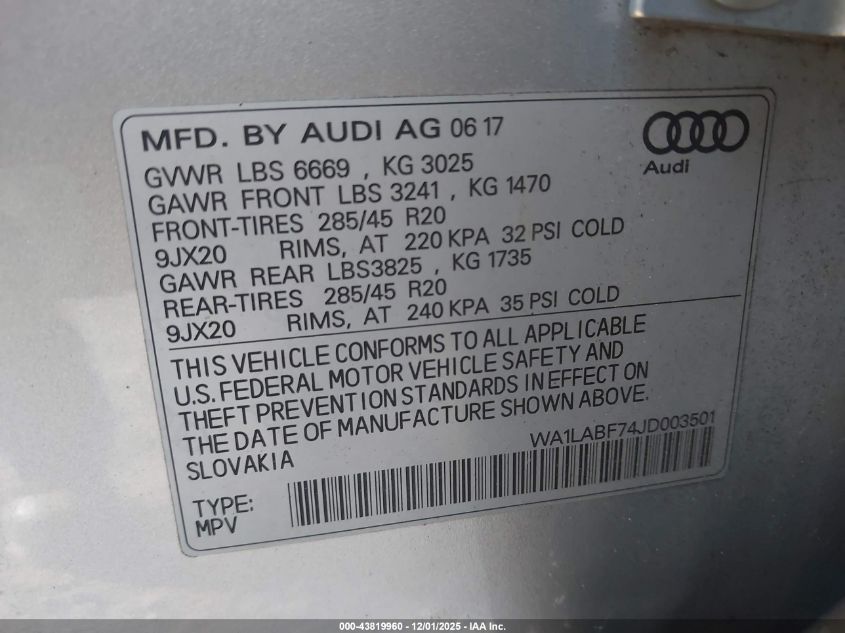 MFD. BY AUDI AG 06 17
Audi
GVWR LBS 6669 , KG 3025
GAWR FRONT LBS 3241 , KG 1470
FRONT-TIRES 285/45 R20
9JX20 RIMS, AT 220 KPA 32 PSI COLD
GAWR REAR LBS3825 , KG 1735
REAR-TIRES 285/45 R20
9JX20 RIMS, AT 240 KPA 35 PSI COLD
THIS VEHICLE CONFORMS TO ALL APPLICABLE
U.S. FEDERAL MOTOR VEHICLE SAFETY AND
THEFT PREVENTION STANDARDS IN EFFECT ON
THE DATE OF MANUFACTURE SHOWN ABOVE.
SLOVAKIA
WA1LABF74JD003501
TYPE:
MPV
000-43819960 - 12/01/2025 - IAA Inc.